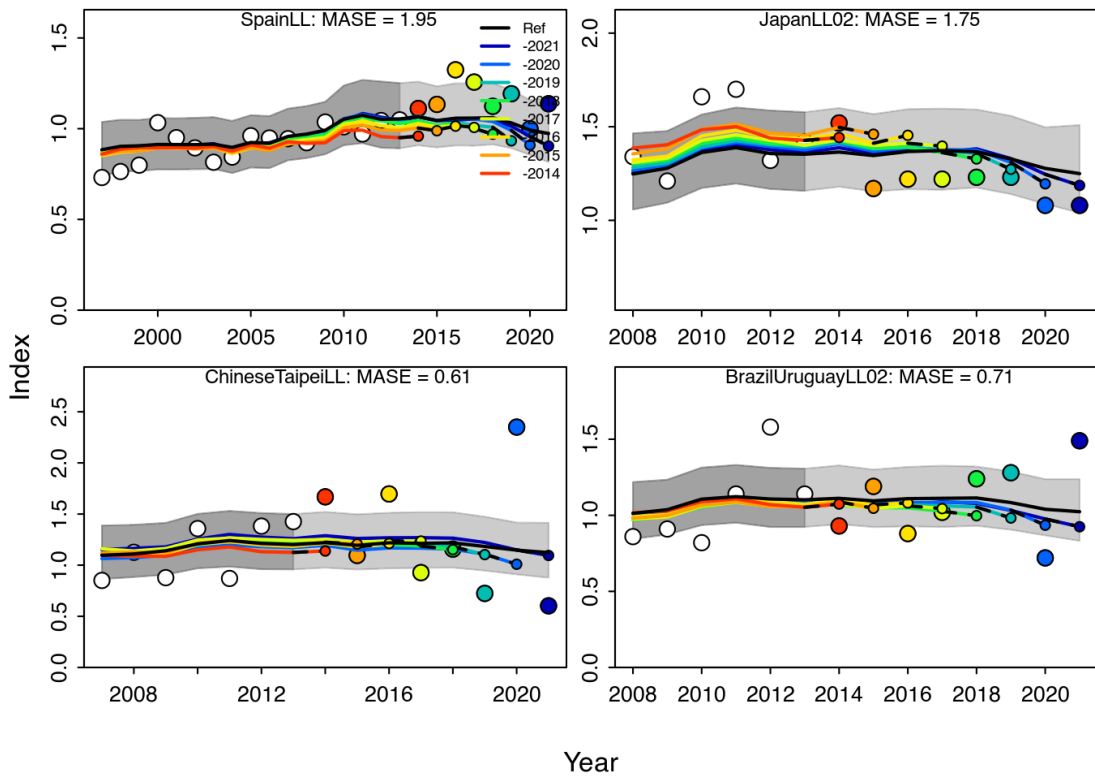 SpainLL: MASE = 1.95
Ref
-2021
-2020
-2019
-2018
-2017
-2016
-2015
-2014
0.0 0.5 1.0 1.5
2000 2005 2010 2015 2020
JapanLL02: MASE = 1.75
1.0 1.5 2.0
2008 2010 2012 2014 2016 2018 2020
ChineseTaipeiLL: MASE = 0.61
0.0 0.5 1.0 1.5 2.0 2.5
2008 2012 2016 2020
BrazilUruguayLL02: MASE = 0.71
0.0 0.5 1.0 1.5
2008 2010 2012 2014 2016 2018 2020
Index
Year